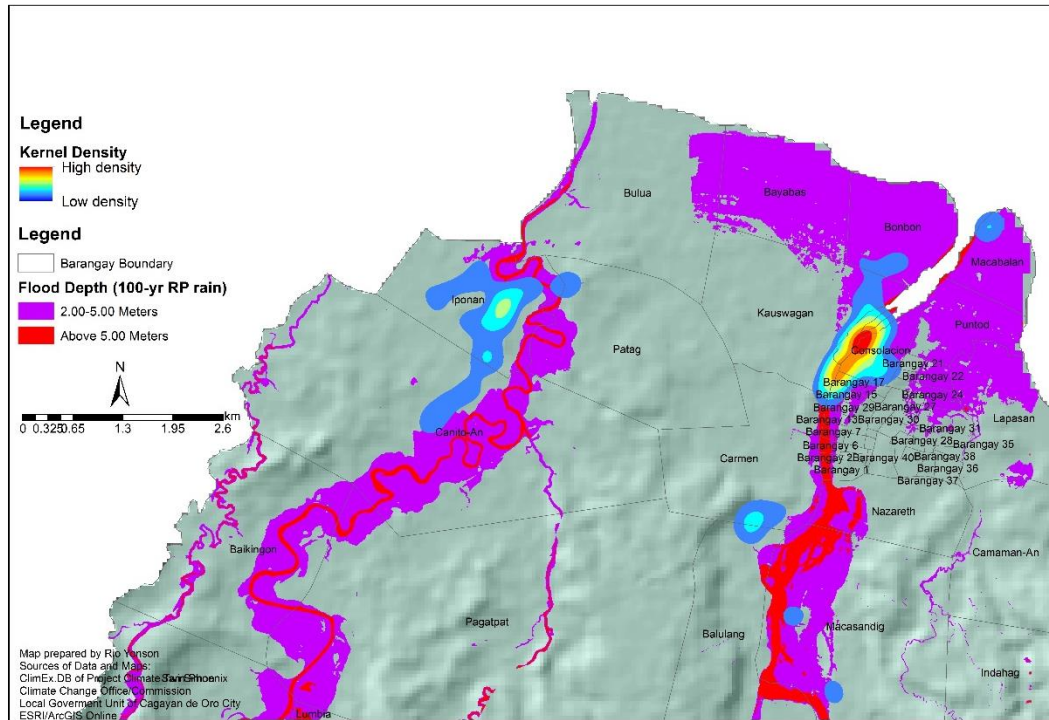 Legend
Kernel Density
High density
Low density
Legend
Barangay Boundary
Flood Depth (100-yr RP rain)
2.00-5.00 Meters
Above 5.00 Meters
N
km
0 0.325 0.65 1.3 1.95 2.6
Map prepared by Rio Yonson
Sources of Data and Maps:
ClimEx.DB of Project Climate Twin Phoenix
Climate Change Office/Commission
Local Goverment Unit of Cagayan de Oro City
ESRI/ArcGIS Online
Bulua
Bayabas
Bonbon
Macabalan
Iponan
Kauswagan
Puntod
Patag
Consolacion
Barangay 21
Barangay 22
Barangay 17
Barangay 15
Barangay 24
Barangay 29
Barangay 27
Lapasan
Barangay 13
Barangay 30
Barangay 7
Barangay 31
Canito-An
Barangay 6
Barangay 28
Barangay 35
Carmen
Barangay 2
Barangay 40
Barangay 38
Barangay 1
Barangay 36
Barangay 37
Nazareth
Baikingon
Camaman-An
Pagatpat
Balulang
Macasandig
Indahag
Lumbia